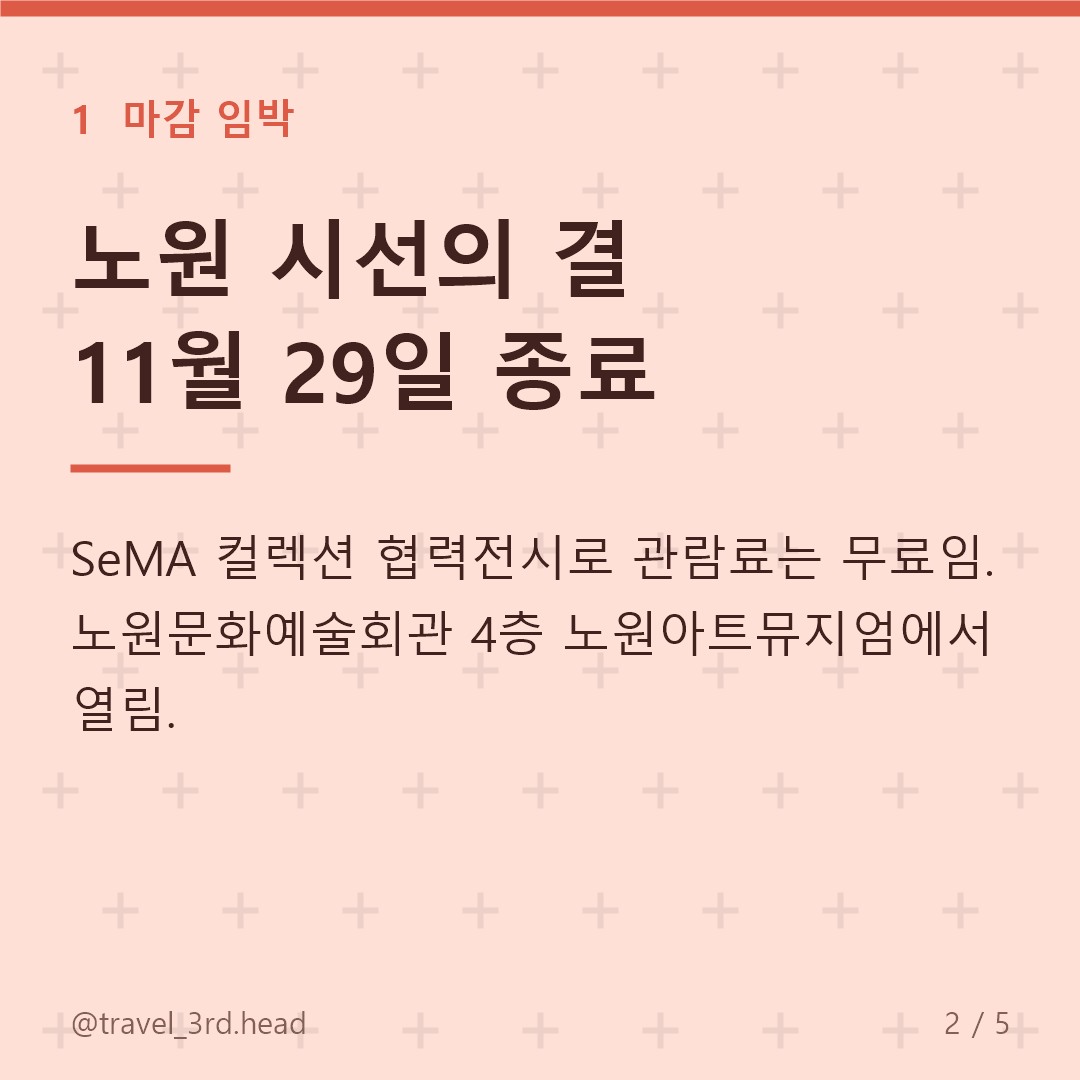 1 마감 임박
노원 시선의 결
11월 29일 종료
SeMA 컬렉션 협력전시로 관람료는 무료임.
노원문화예술회관 4층 노원아트뮤지엄에서
열림.
@travel_3rd.head
2 / 5